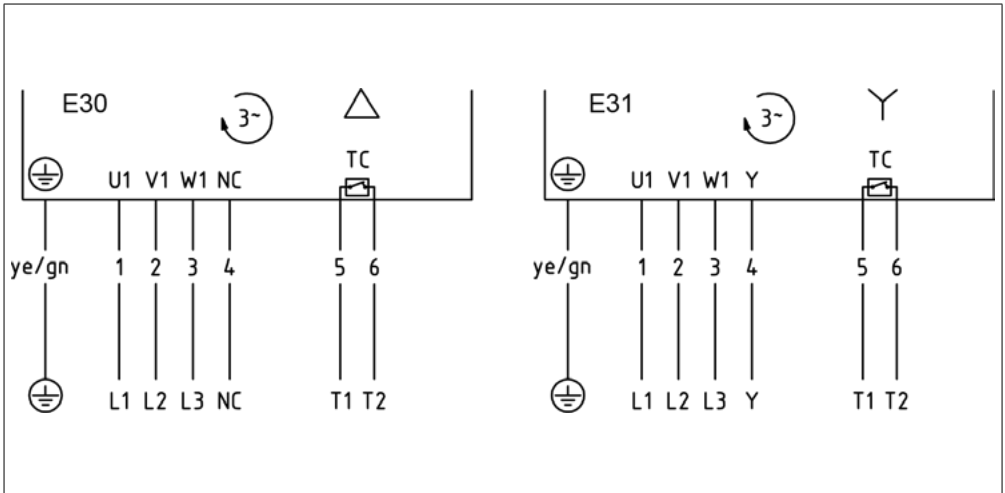 E30
3~
TC
U1 V1 W1 NC
ye/gn 1 2 3 4 5 6
L1 L2 L3 NC T1 T2
E31
3~
TC
U1 V1 W1 Y
ye/gn 1 2 3 4 5 6
L1 L2 L3 Y T1 T2